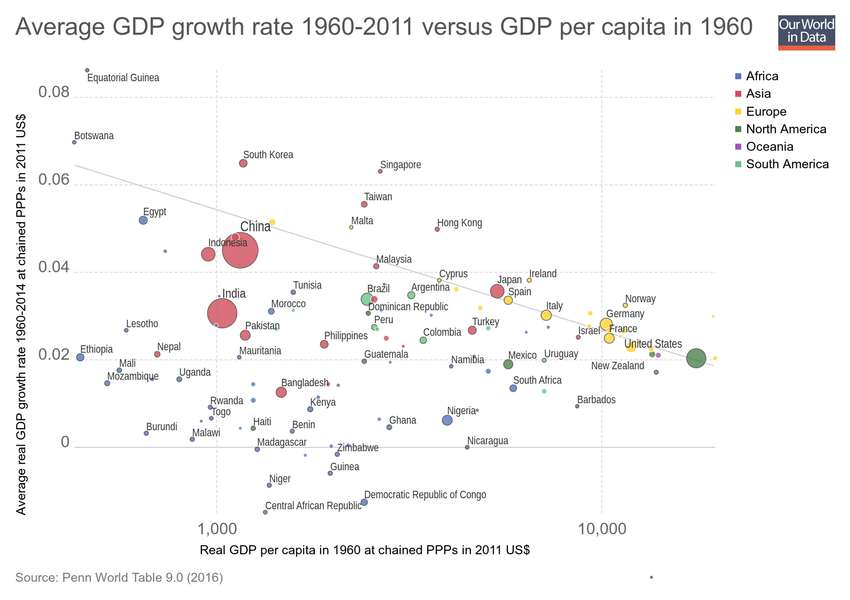 Average GDP growth rate 1960-2011 versus GDP per capita in 1960
Our World
in Data
Average real GDP growth rate 1960-2014 at chained PPPs in 2011 US$
Africa
Asia
Europe
North America
Oceania
South America
0.08
0.06
0.04
0.02
0
Equatorial Guinea
Botswana
South Korea
Singapore
Taiwan
Egypt
Malta
Hong Kong
China
Indonesia
Malaysia
Cyprus
Japan
Ireland
Tunisia
Brazil
Argentina
India
Spain
Norway
Morocco
Dominican Republic
Italy
Germany
Lesotho
Pakistan
Peru
Turkey
Philippines
Colombia
Israel
France
Ethiopia
Nepal
Mauritania
Guatemala
Namibia
Mexico
Uruguay
United States
Mali
New Zealand
Mozambique
Uganda
Bangladesh
South Africa
Rwanda
Kenya
Barbados
Togo
Nigeria
Burundi
Malawi
Haiti
Benin
Ghana
Madagascar
Zimbabwe
Nicaragua
Guinea
Niger
Democratic Republic of Congo
Central African Republic
1,000
10,000
Real GDP per capita in 1960 at chained PPPs in 2011 US$
Source: Penn World Table 9.0 (2016)